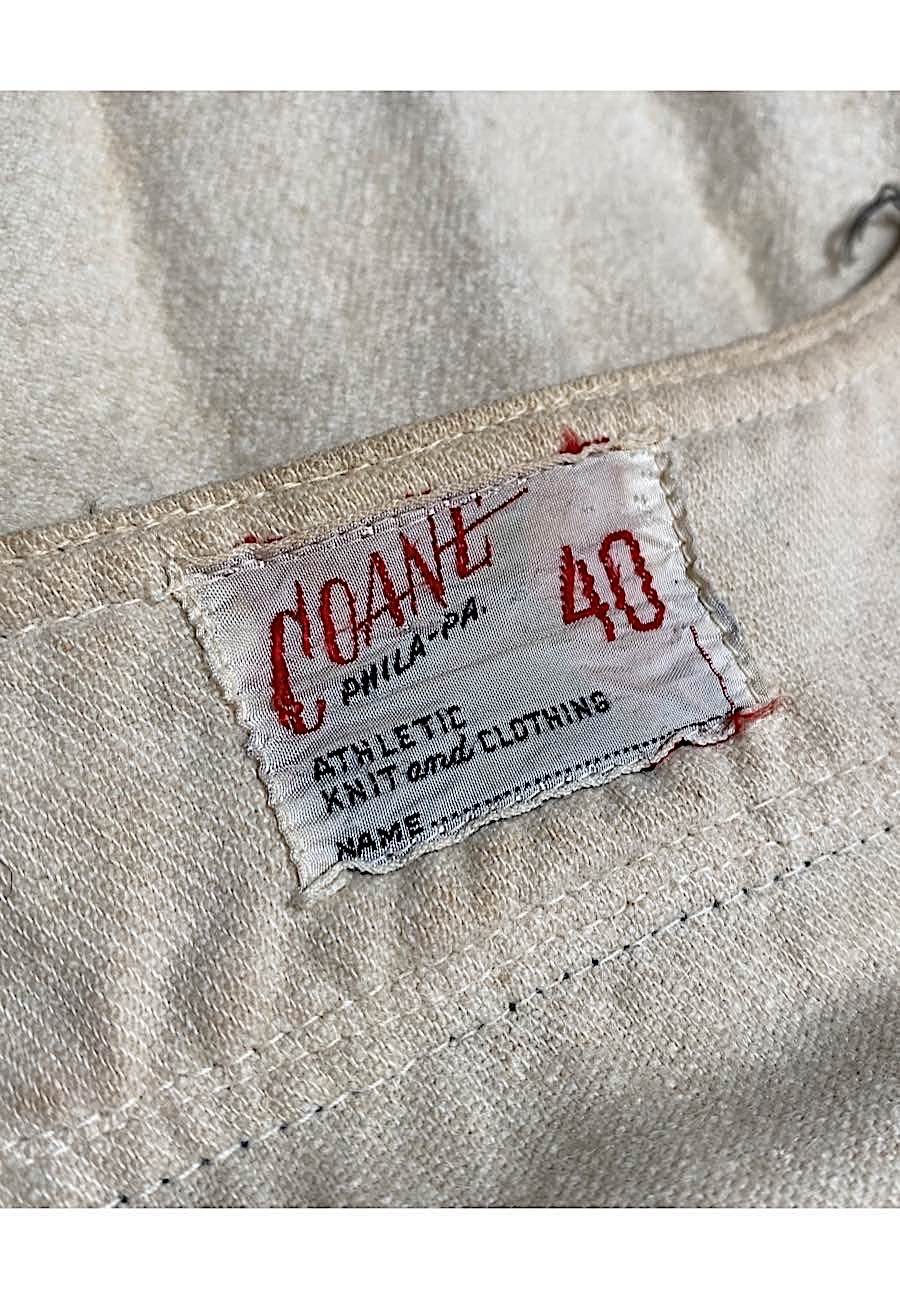 COANE 40
PHILA-PA.
ATHLETIC
KNIT and CLOTHING
NAME